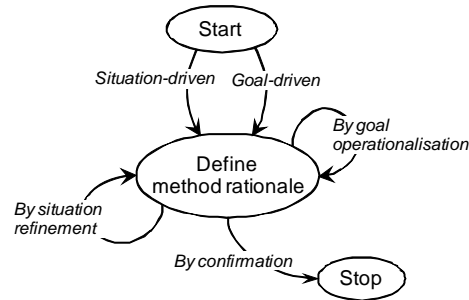 Start
Situation-driven
Goal-driven
By goal
operationalisation
Define
method rationale
By situation
refinement
By confirmation
Stop